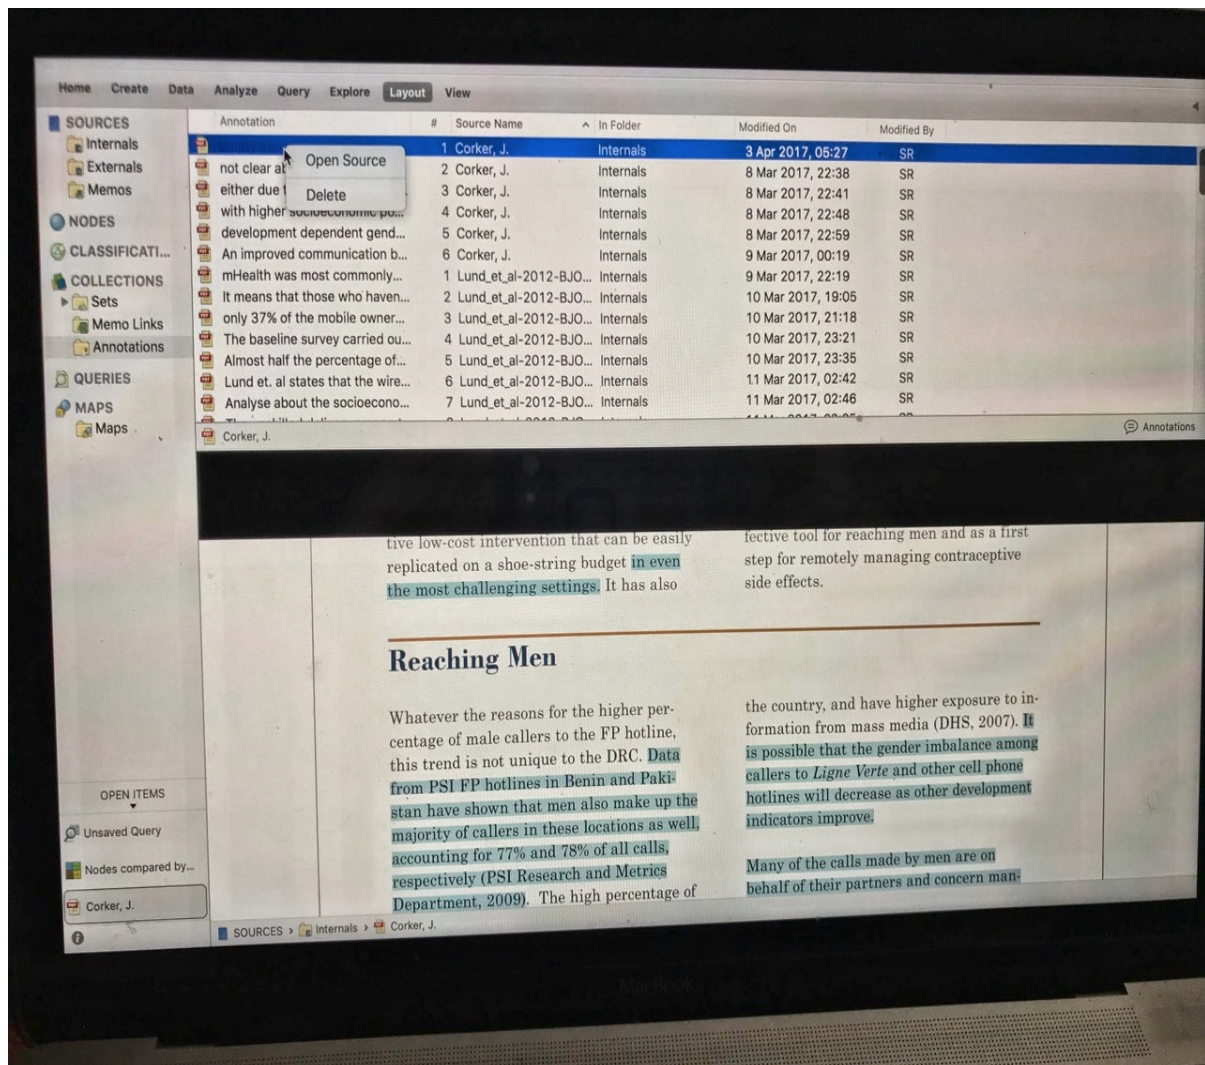 Home Create Data Analyze Query Explore Layout View
SOURCES
Internals
Externals
Memos
NODES
CLASSIFICATI...
COLLECTIONS
Sets
Memo Links
Annotations
QUERIES
MAPS
Maps
OPEN ITEMS
Unsaved Query
Nodes compared by...
Corker, J.
Annotation # Source Name In Folder Modified On Modified By
1 Corker, J. Internals 3 Apr 2017, 05:27 SR
not clear 2 Corker, J. Internals 8 Mar 2017, 22:38 SR
either due 3 Corker, J. Internals 8 Mar 2017, 22:41 SR
with higher socioeconomic po... 4 Corker, J. Internals 8 Mar 2017, 22:48 SR
development dependent gend... 5 Corker, J. Internals 8 Mar 2017, 22:59 SR
An improved communication b... 6 Corker, J. Internals 9 Mar 2017, 00:19 SR
mHealth was most commonly... 1 Lund_et_al-2012-BJO... Internals 9 Mar 2017, 22:19 SR
It means that those who haven... 2 Lund_et_al-2012-BJO... Internals 10 Mar 2017, 19:05 SR
only 37% of the mobile owner... 3 Lund_et_al-2012-BJO... Internals 10 Mar 2017, 21:18 SR
The baseline survey carried ou... 4 Lund_et_al-2012-BJO... Internals 10 Mar 2017, 23:21 SR
Almost half the percentage of... 5 Lund_et_al-2012-BJO... Internals 10 Mar 2017, 23:35 SR
Lund et. al states that the wire... 6 Lund_et_al-2012-BJO... Internals 11 Mar 2017, 02:42 SR
Analyse about the socioecono... 7 Lund_et_al-2012-BJO... Internals 11 Mar 2017, 02:46 SR
Open Source
Delete
Corker, J. Annotations
tive low-cost intervention that can be easily
replicated on a shoe-string budget in even
the most challenging settings. It has also
fective tool for reaching men and as a first
step for remotely managing contraceptive
side effects.
Reaching Men
Whatever the reasons for the higher per-
centage of male callers to the FP hotline,
this trend is not unique to the DRC. Data
from PSI FP hotlines in Benin and Paki-
stan have shown that men also make up the
majority of callers in these locations as well,
accounting for 77% and 78% of all calls,
respectively (PSI Research and Metrics
Department, 2009). The high percentage of
the country, and have higher exposure to in-
formation from mass media (DHS, 2007). It
is possible that the gender imbalance among
callers to Ligne Verte and other cell phone
hotlines will decrease as other development
indicators improve.
Many of the calls made by men are on
behalf of their partners and concern man-
SOURCES › Internals › Corker, J.
MacBook